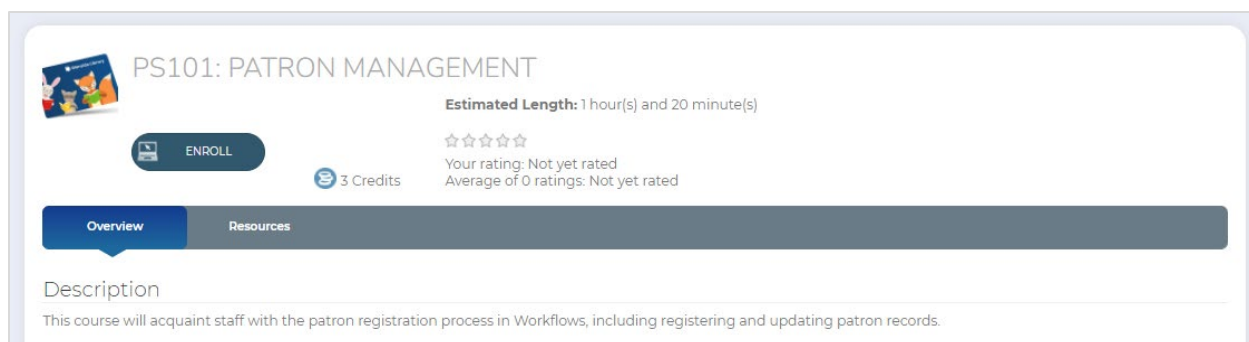 PS101: PATRON MANAGEMENT
Estimated Length: 1 hour(s) and 20 minute(s)
ENROLL
3 Credits
Your rating: Not yet rated
Average of 0 ratings: Not yet rated
Overview
Resources
Description
This course will acquaint staff with the patron registration process in Workflows, including registering and updating patron records.